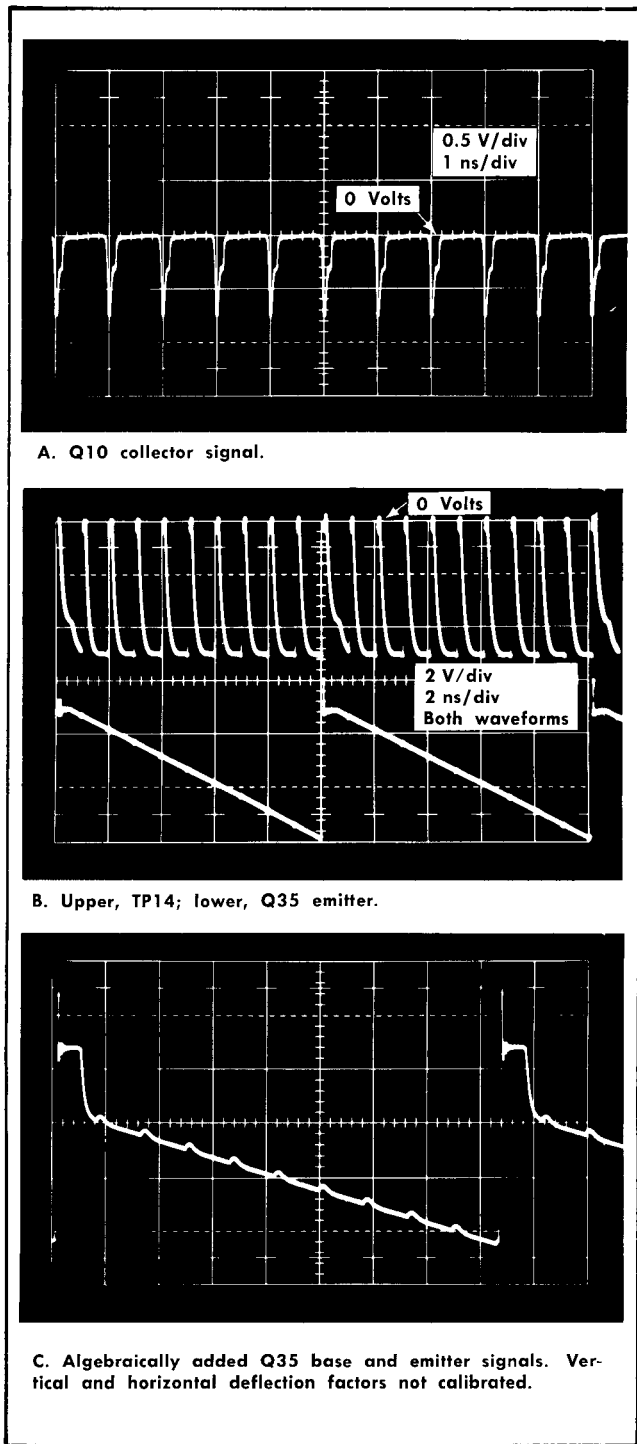 0.5 V/div
1 ns/div
0 Volts
A. Q10 collector signal.
0 Volts
2 V/div
2 ns/div
Both waveforms
B. Upper, TP14; lower, Q35 emitter.
C. Algebraically added Q35 base and emitter signals. Ver-
tical and horizontal deflection factors not calibrated.